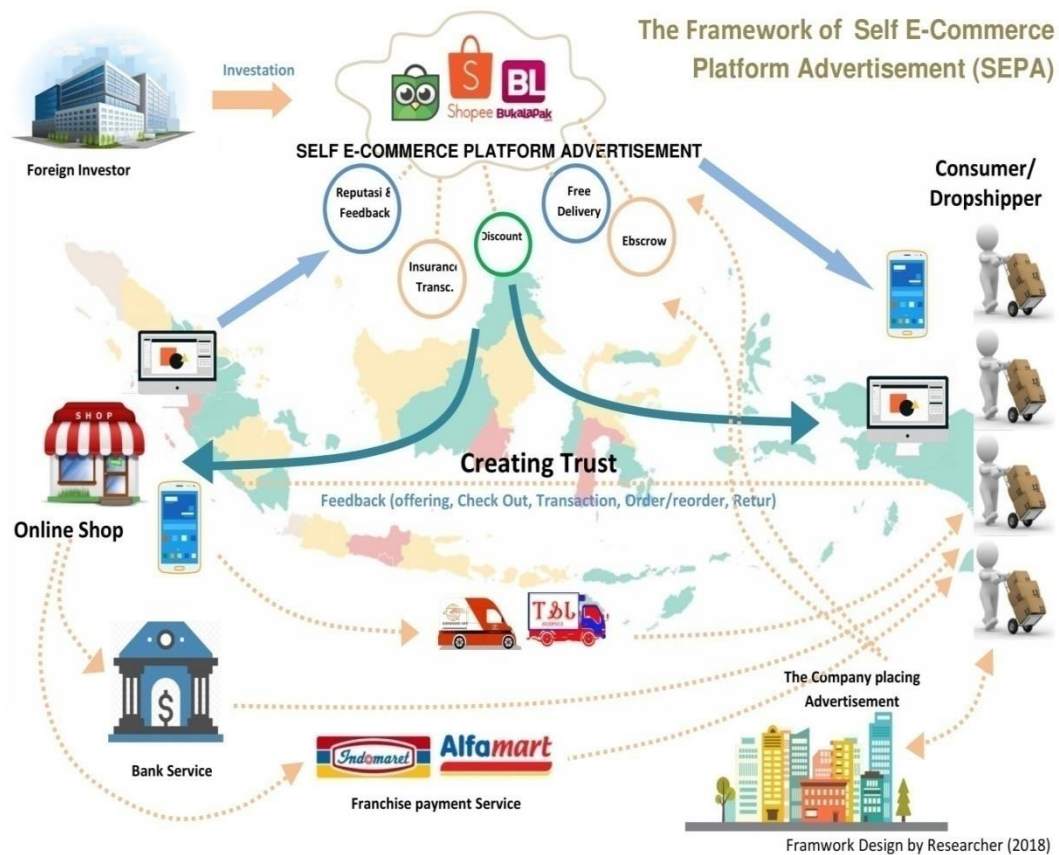 The Framework of Self E-Commerce
Platform Advertisement (SEPA)
Investation
Foreign Investor
Shopee
BL
BukalaPak
SELF E-COMMERCE PLATFORM ADVERTISEMENT
Reputasi &
Feedback
Insurance
Transc.
Discount
Free
Delivery
Ebscrow
Consumer/
Dropshipper
SHOP
Online Shop
Creating Trust
Feedback (offering, Check Out, Transaction, Order/reorder, Retur)
Bank Service
Indomaret
Alfamart
Franchise payment Service
The Company placing
Advertisement
Framwork Design by Researcher (2018)